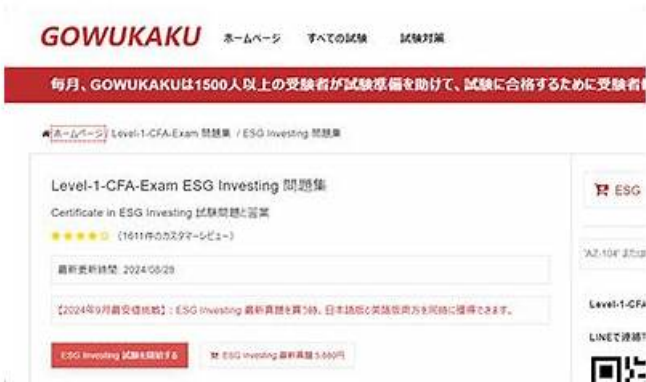 GOWUKAKU ホームページ すべての試験 試験対策
毎月、GOWUKAKUは1500人以上の受験者が試験準備を助けて、試験に合格するために受験者
ホームページ / Level-1-CFA-Exam 問題集 / ESG Investing 問題集
Level-1-CFA-Exam ESG Investing 問題集
ESG
Certificate in ESG Investing 試験問題と答案
(1611件のカスタマーレビュー)
"AZ-104" または
最新更新時間: 2024/08/29
【2024年9月最安値挑戦】: ESG Investing 最新真題を買う時、日本語版と英語版両方を同時に獲得できます。
Level-1-CFA
LINEで連絡
ESG Investing 試験を開始する
ESG Investing 最新真題 5,880円